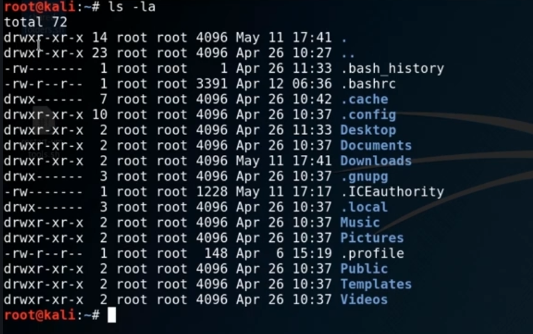 root@kali:~# ls -la
total 72
drwxr-xr-x 14 root root 4096 May 11 17:41 .
drwxr-xr-x 23 root root 4096 Apr 26 10:27 ..
-rw------- 1 root root 1 Apr 26 11:33 .bash_history
-rw-r--r-- 1 root root 3391 Apr 12 06:36 .bashrc
drwx------ 7 root root 4096 Apr 26 10:42 .cache
drwxr-xr-x 10 root root 4096 Apr 26 10:37 .config
drwxr-xr-x 2 root root 4096 Apr 26 11:33 Desktop
drwxr-xr-x 2 root root 4096 Apr 26 10:37 Documents
drwxr-xr-x 2 root root 4096 May 11 17:41 Downloads
drwx------ 3 root root 4096 Apr 26 10:37 .gnupg
-rw------- 1 root root 1228 May 11 17:17 .ICEauthority
drwx------ 3 root root 4096 Apr 26 10:37 .local
drwxr-xr-x 2 root root 4096 Apr 26 10:37 Music
drwxr-xr-x 2 root root 4096 Apr 26 10:37 Pictures
-rw-r--r-- 1 root root 148 Apr 6 15:19 .profile
drwxr-xr-x 2 root root 4096 Apr 26 10:37 Public
drwxr-xr-x 2 root root 4096 Apr 26 10:37 Templates
drwxr-xr-x 2 root root 4096 Apr 26 10:37 Videos
root@kali:~#